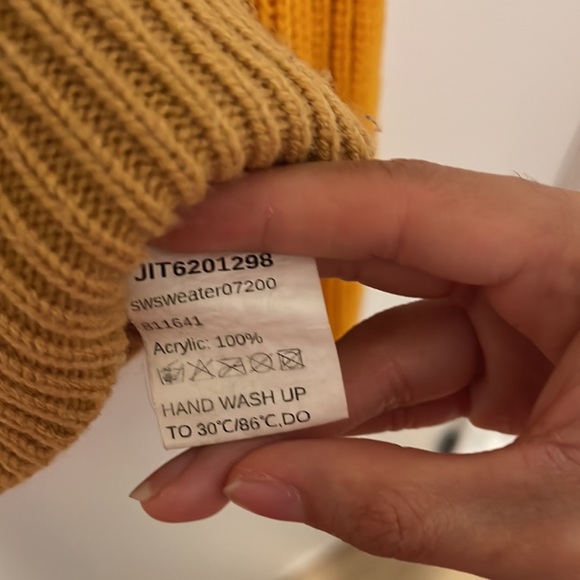 JIT6201298
swsweater07200
811641
Acrylic: 100%
HAND WASH UP
TO 30℃/86℃,DO